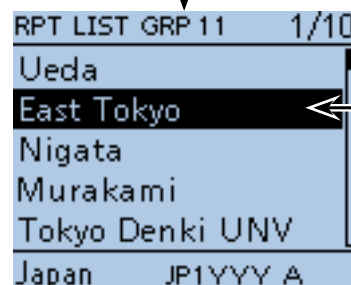 RPT LIST GRP 11 1/10
Ueda
East Tokyo
Nigata
Murakami
Tokyo Denki UNV
Japan JP1YYY A